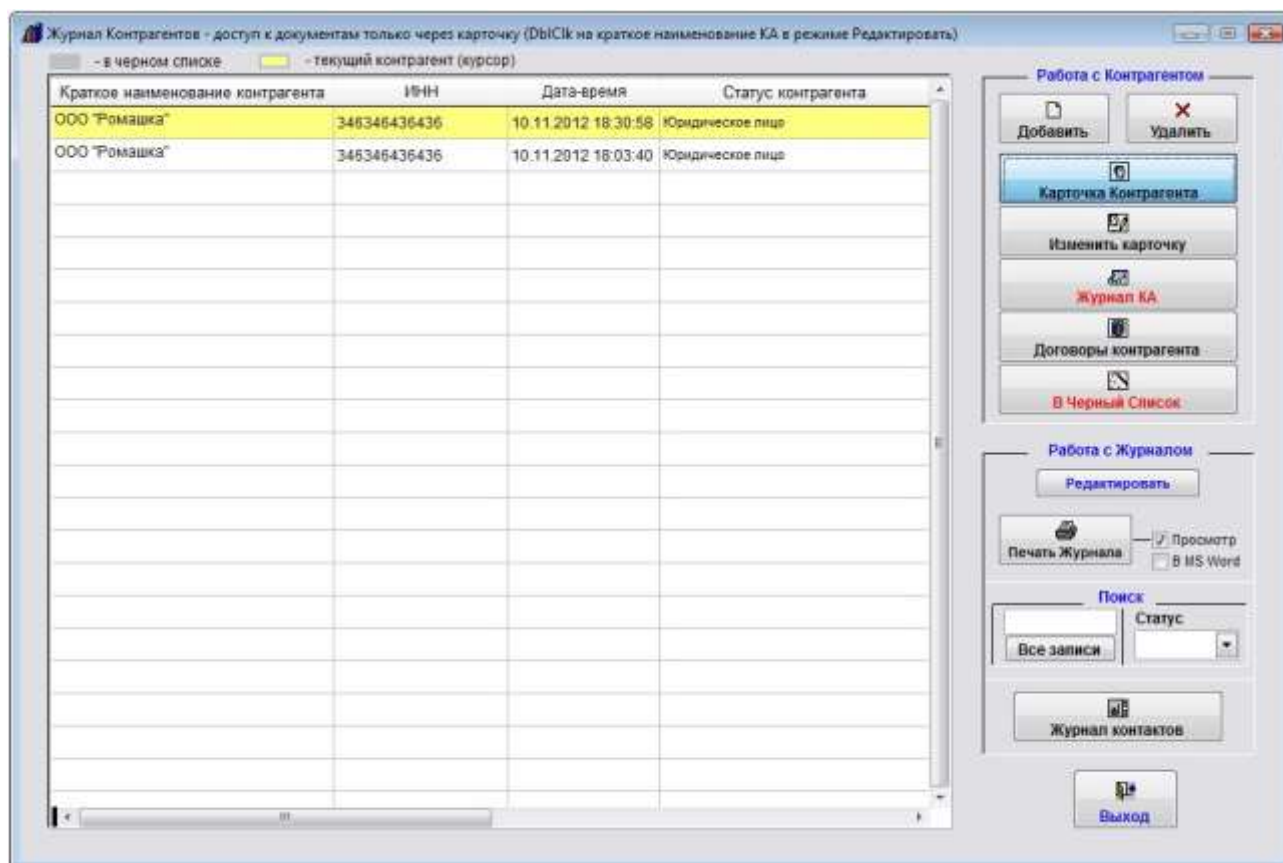 Журнал Контрагентов - доступ к документам только через карточку (DblClk на краткое наименование КА в режиме Редактировать)
- в черном списке - текущий контрагент (курсор)
Краткое наименование контрагента ИНН Дата-время Статус контрагента
ООО "Ромашка" 346346436436 10.11.2012 18:30:58 Юридическое лицо
ООО "Ромашка" 346346436436 10.11.2012 18:03:40 Юридическое лицо
Работа с Контрагентом
Добавить Удалить
Карточка Контрагента
Изменить карточку
Журнал КА
Договоры контрагента
В Черный Список
Работа с Журналом
Редактировать
Печать Журнала Просмотр
В MS Word
Поиск
Статус
Все записи
Журнал контактов
Выход